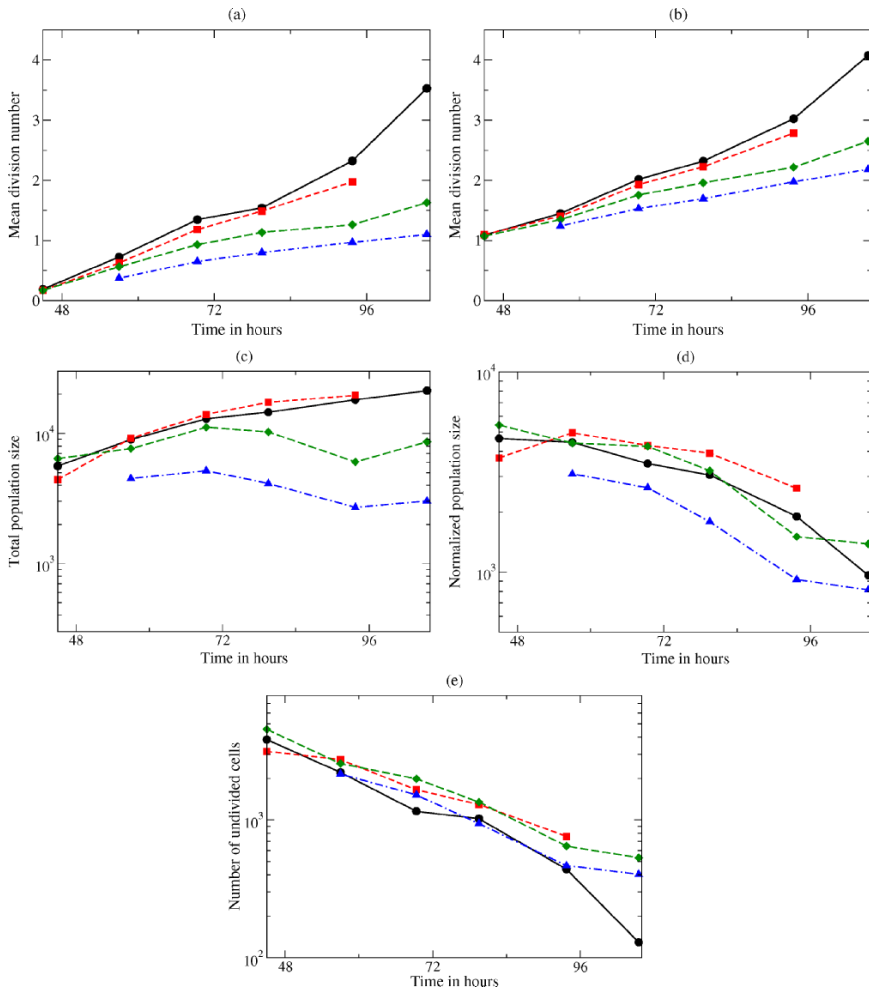 (a)
4
3
2
1
0
48
72
96
Mean division number
Time in hours
(b)
4
3
2
1
0
48
72
96
Mean division number
Time in hours
(c)
10^4
10^3
48
72
96
Total population size
Time in hours
(d)
10^4
10^3
48
72
96
Normalized population size
Time in hours
(e)
10^3
10^2
48
72
96
Number of undivided cells
Time in hours